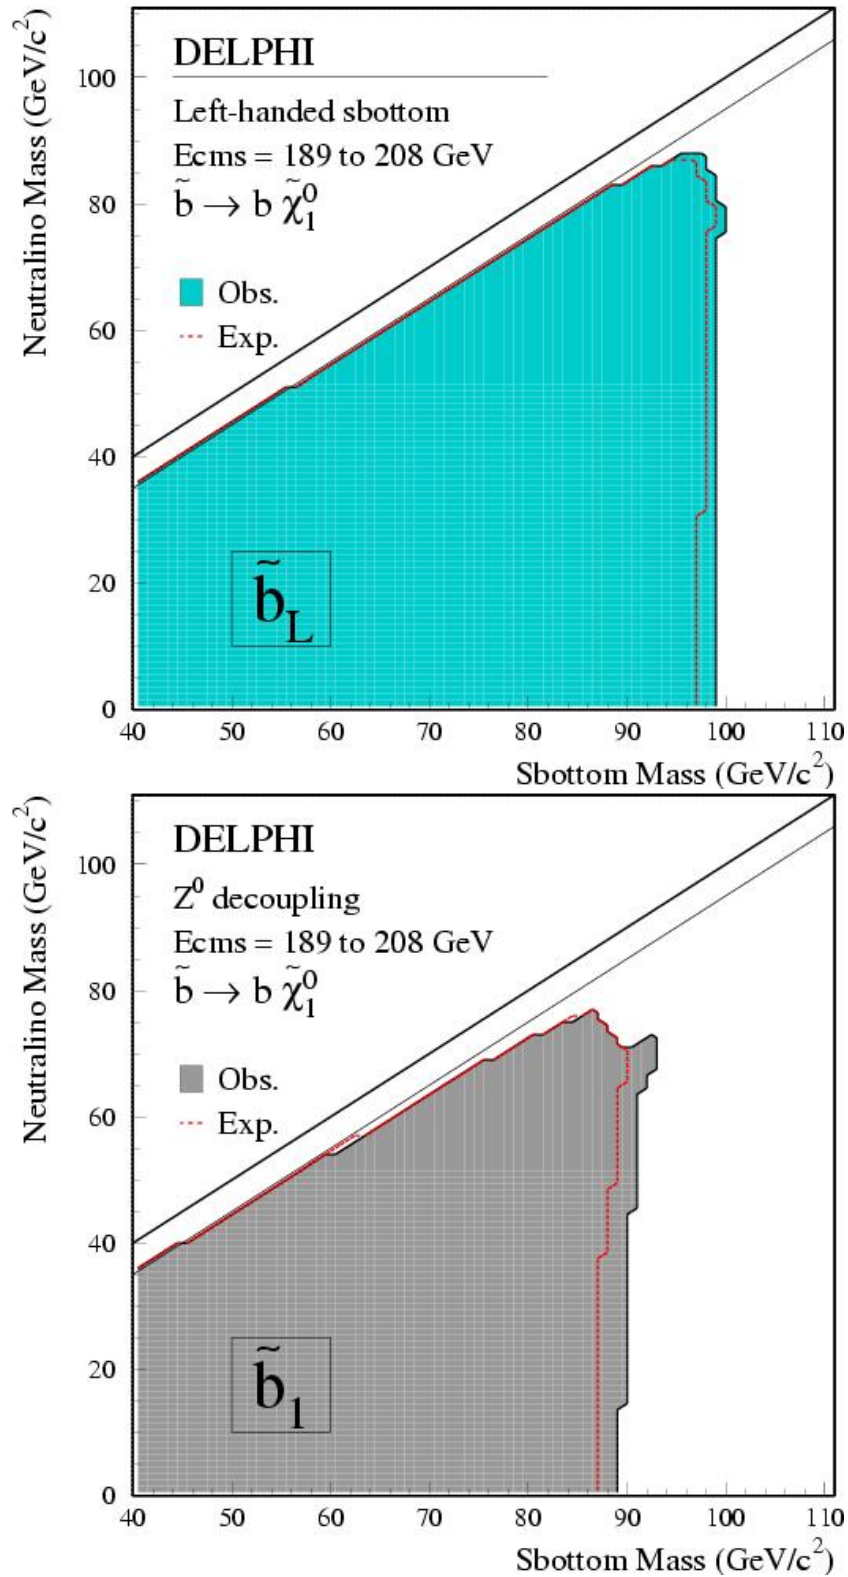 DELPHI
Left-handed sbottom
Ecms = 189 to 208 GeV
b̃ → b χ̃₁⁰
Obs.
Exp.
b̃_L
Neutralino Mass (GeV/c²)
100
80
60
40
20
0
40 50 60 70 80 90 100 110
Sbottom Mass (GeV/c²)
DELPHI
Z⁰ decoupling
Ecms = 189 to 208 GeV
b̃ → b χ̃₁⁰
Obs.
Exp.
b̃₁
Neutralino Mass (GeV/c²)
100
80
60
40
20
0
40 50 60 70 80 90 100 110
Sbottom Mass (GeV/c²)